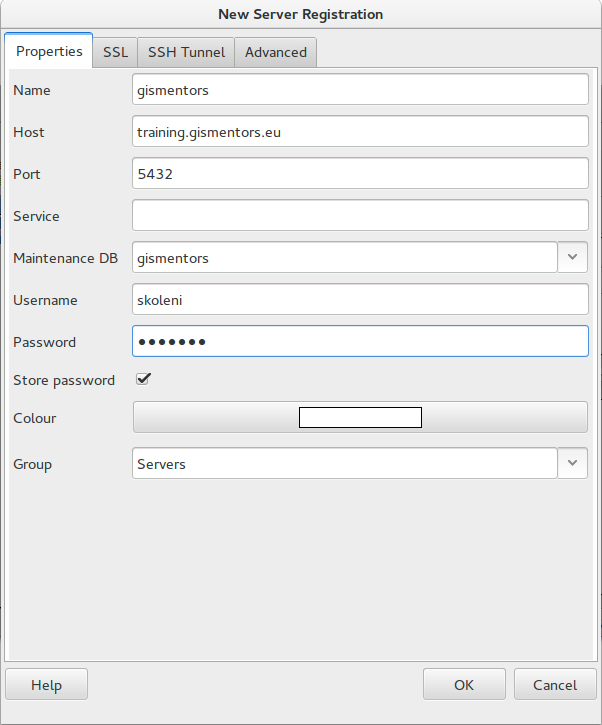 New Server Registration
Properties SSL SSH Tunnel Advanced
Name gismentors
Host training.gismentors.eu
Port 5432
Service
Maintenance DB gismentors
Username skoleni
Password •••••••
Store password
Colour
Group Servers
Help OK Cancel